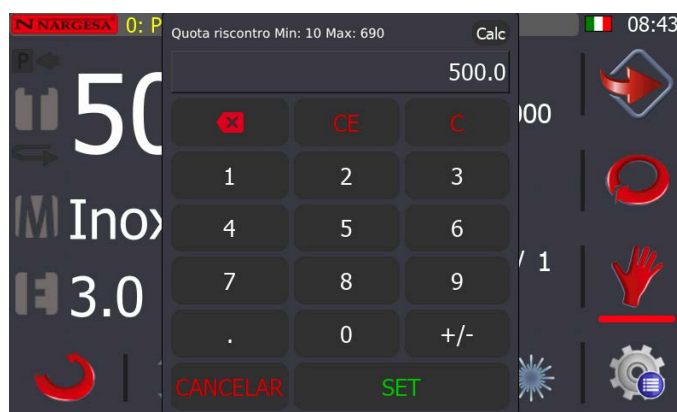 NARGESA 0: P Quota riscontro Min: 10 Max: 690 Calc 08:43
P
500.0
50 00
CE C
1 2 3
Inox 4 5 6
/ 1
3.0 7 8 9
. 0 +/-
CANCELAR SET